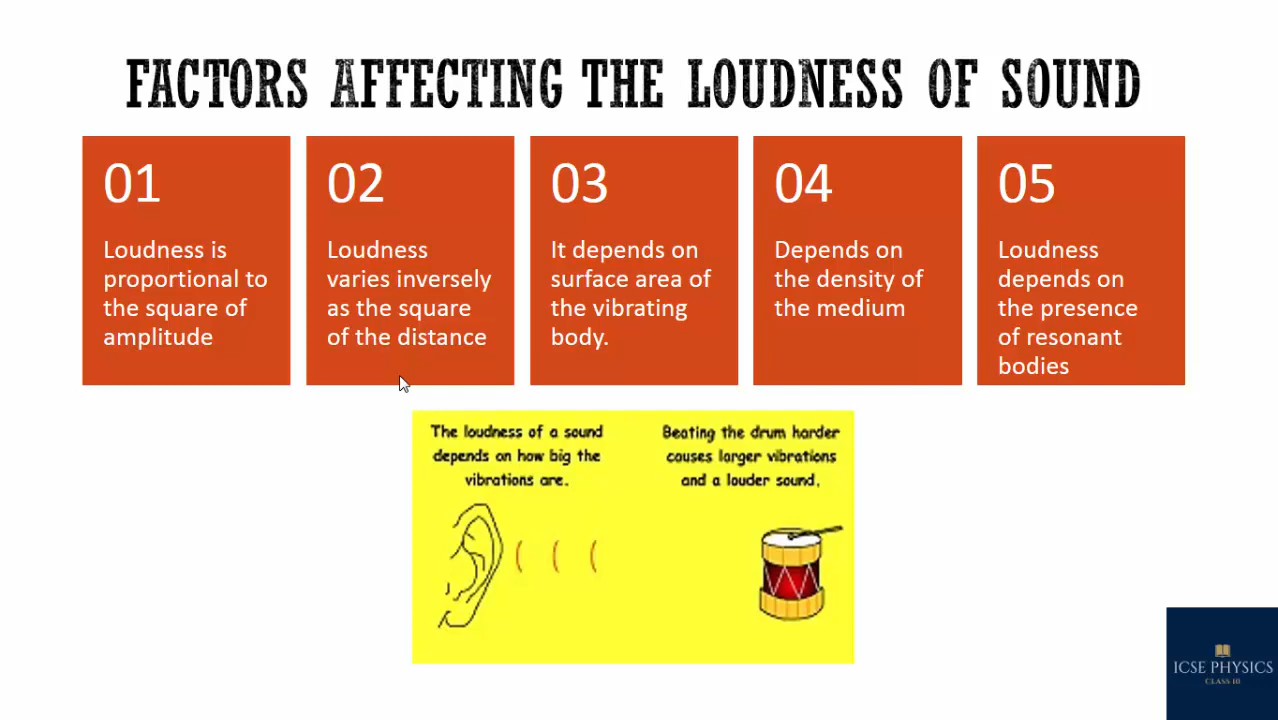 FACTORS AFFECTING THE LOUDNESS OF SOUND
01
Loudness is
proportional to
the square of
amplitude
02
Loudness
varies inversely
as the square
of the distance
03
It depends on
surface area of
the vibrating
body.
04
Depends on
the density of
the medium
05
Loudness
depends on
the presence
of resonant
bodies
The loudness of a sound
depends on how big the
vibrations are.
Beating the drum harder
causes larger vibrations
and a louder sound.
ICSE PHYSICS
CLASS 10